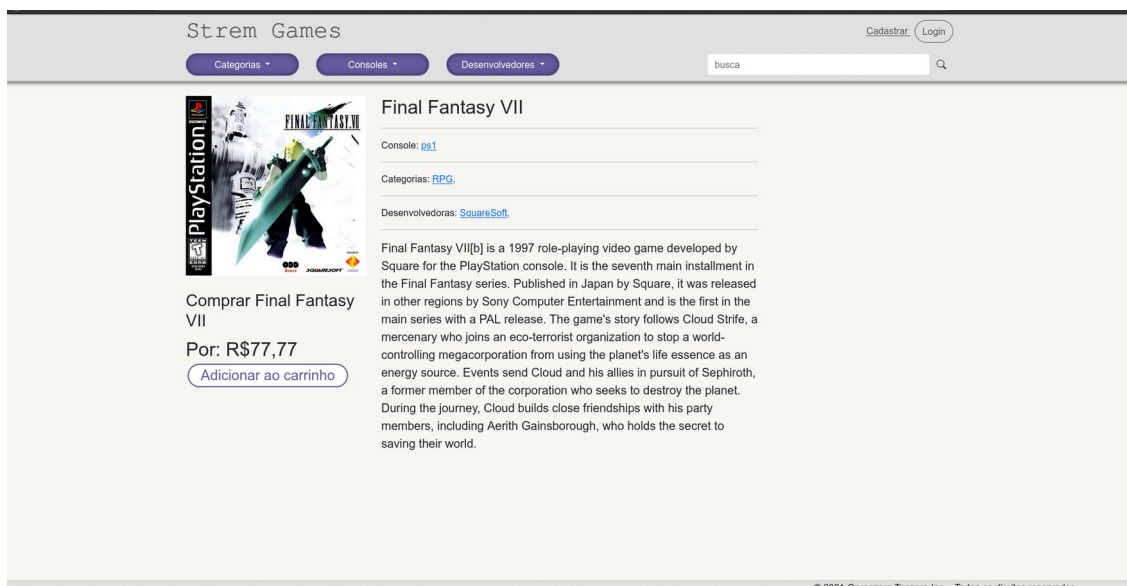 Strem Games
Cadastrar
Login
Categorias
Consoles
Desenvolvedores
busca
PlayStation
FINAL FANTASY VII
TEEN
SQUARESOFT
Final Fantasy VII
Console: ps1
Categorias: RPG,
Desenvolvedoras: SquareSoft,
Final Fantasy VII[b] is a 1997 role-playing video game developed by
Square for the PlayStation console. It is the seventh main installment in
the Final Fantasy series. Published in Japan by Square, it was released
in other regions by Sony Computer Entertainment and is the first in the
main series with a PAL release. The game's story follows Cloud Strife, a
mercenary who joins an eco-terrorist organization to stop a world-
controlling megacorporation from using the planet's life essence as an
energy source. Events send Cloud and his allies in pursuit of Sephiroth,
a former member of the corporation who seeks to destroy the planet.
During the journey, Cloud builds close friendships with his party
members, including Aerith Gainsborough, who holds the secret to
saving their world.
Comprar Final Fantasy
VII
Por: R$77,77
Adicionar ao carrinho